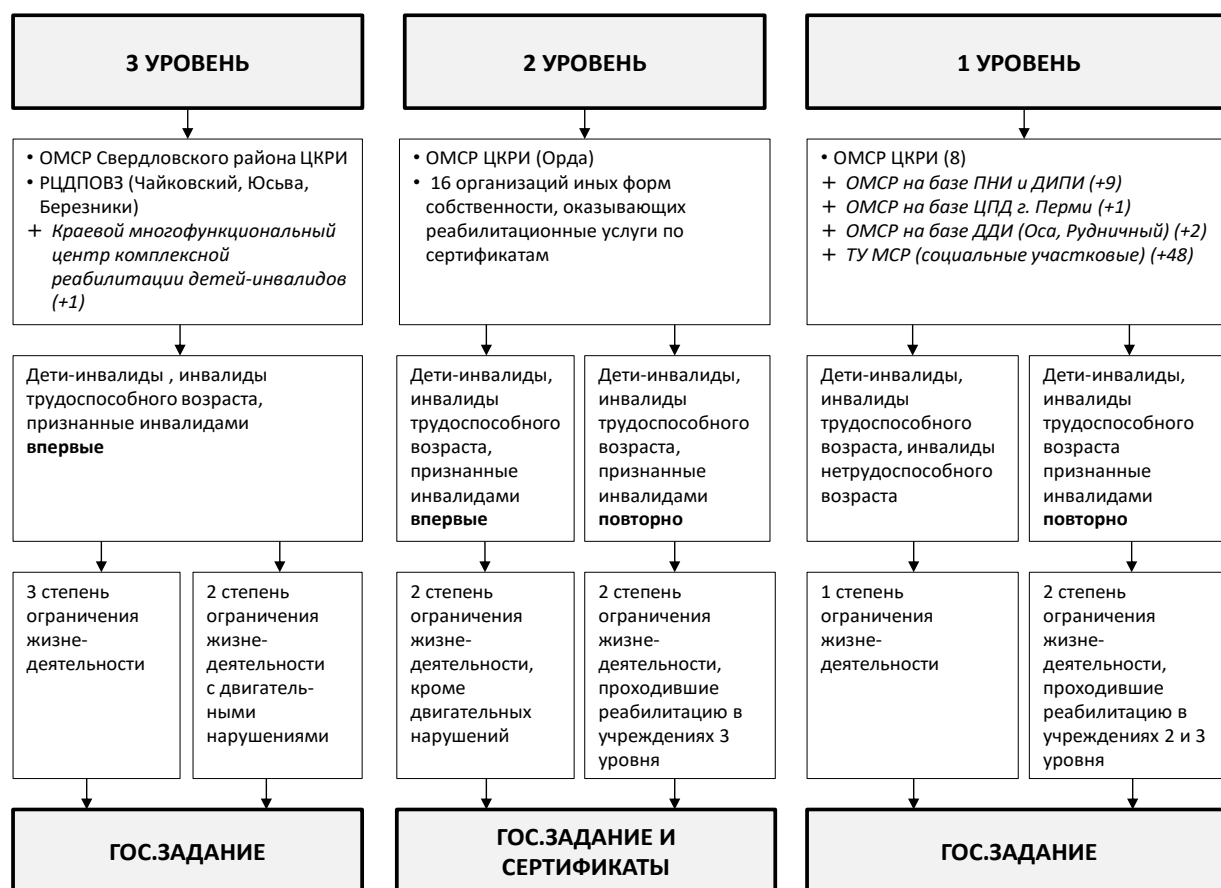 3 УРОВЕНЬ
• ОМСР Свердловского района ЦКРИ
• РЦДПОВЗ (Чайковский, Юсьва,
Березники)
+ Краевой многофункциональный
центр комплексной
реабилитации детей-инвалидов
(+1)
Дети-инвалиды , инвалиды
трудоспособного возраста,
признанные инвалидами
впервые
3 степень
ограничения
жизне-
деятельности
2 степень
ограничения
жизне-
деятельности
с двигатель-
ными
нарушениями
ГОС.ЗАДАНИЕ
2 УРОВЕНЬ
• ОМСР ЦКРИ (Орда)
• 16 организаций иных форм
собственности, оказывающих
реабилитационные услуги по
сертификатам
Дети-инвалиды,
инвалиды
трудоспособного
возраста,
признанные
инвалидами
впервые
Дети-инвалиды,
инвалиды
трудоспособного
возраста,
признанные
инвалидами
повторно
2 степень
ограничения
жизне-
деятельности,
кроме
двигательных
нарушений
2 степень
ограничения
жизне-
деятельности,
проходившие
реабилитацию в
учреждениях 3
уровня
ГОС.ЗАДАНИЕ И
СЕРТИФИКАТЫ
1 УРОВЕНЬ
• ОМСР ЦКРИ (8)
+ ОМСР на базе ПНИ и ДИПИ (+9)
+ ОМСР на базе ЦПД г. Перми (+1)
+ ОМСР на базе ДДИ (Оса, Рудничный) (+2)
+ ТУ МСР (социальные участковые) (+48)
Дети-инвалиды,
инвалиды
трудоспособного
возраста, инвалиды
нетрудоспособного
возраста
Дети-инвалиды,
инвалиды
трудоспособного
возраста
признанные
инвалидами
повторно
1 степень
ограничения
жизне-
деятельности
2 степень
ограничения
жизне-
деятельности,
проходившие
реабилитацию в
учреждениях 2 и 3
уровня
ГОС.ЗАДАНИЕ